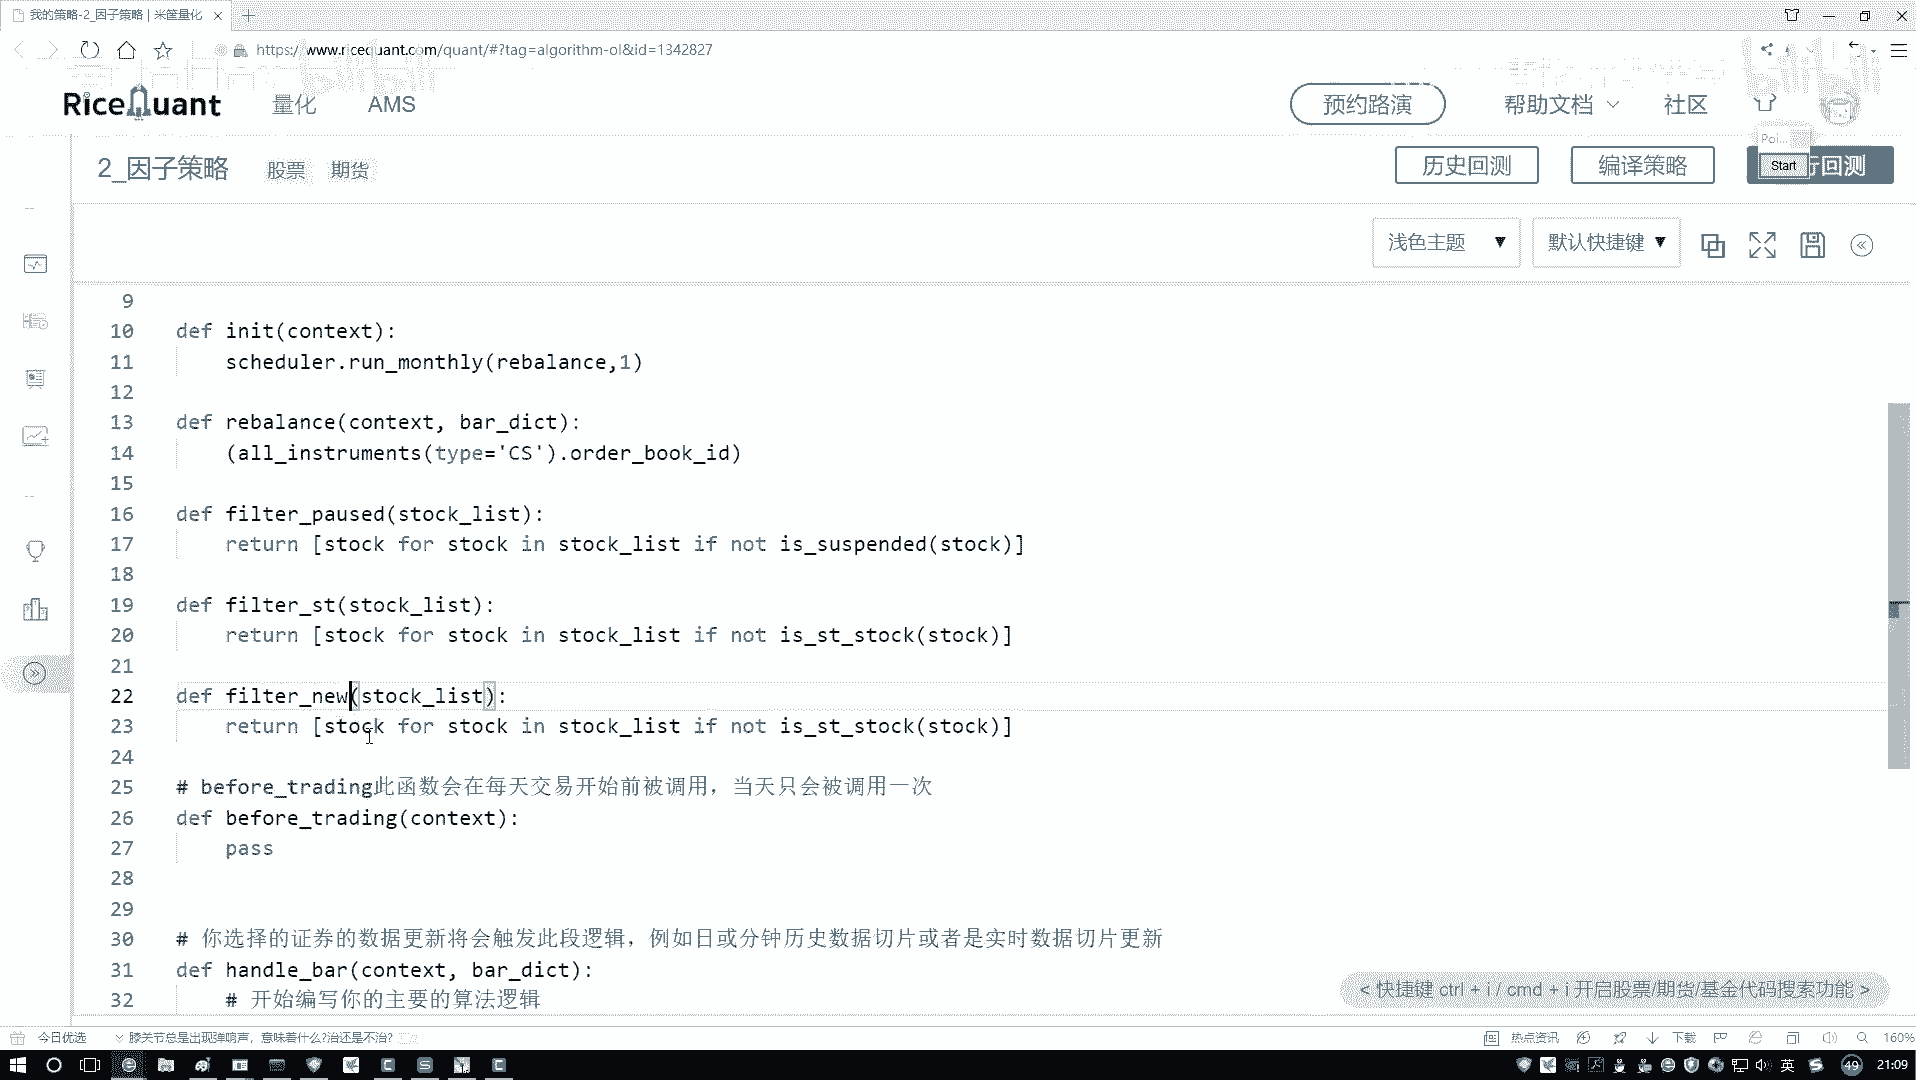 我的策略-2_因子策略 | 米筐量化
https://www.ricequant.com/quant/#?tag=algorithm-ol&id=1342827
RiceQuant 量化 AMS 预约路演 帮助文档 社区
Poi...
2_因子策略 股票 期货 历史回测 编译策略 Start 行回测
浅色主题 ▼ 默认快捷键 ▼
9
10 def init(context):
11 scheduler.run_monthly(rebalance,1)
12
13 def rebalance(context, bar_dict):
14 (all_instruments(type='CS').order_book_id)
15
16 def filter_paused(stock_list):
17 return [stock for stock in stock_list if not is_suspended(stock)]
18
19 def filter_st(stock_list):
20 return [stock for stock in stock_list if not is_st_stock(stock)]
21
22 def filter_new(stock_list):
23 return [stock for stock in stock_list if not is_st_stock(stock)]
24
25 # before_trading此函数会在每天交易开始前被调用，当天只会被调用一次
26 def before_trading(context):
27 pass
28
29
30 # 你选择的证券的数据更新将会触发此段逻辑，例如日或分钟历史数据切片或者是实时数据切片更新
31 def handle_bar(context, bar_dict):
32 # 开始编写你的主要的算法逻辑
< 快捷键 ctrl + i / cmd + i 开启股票/期货/基金代码搜索功能 >
今日优选 膝关节总是出现弹响声，意味着什么?治还是不治? 热点资讯 下载 160%
英 49 21:09